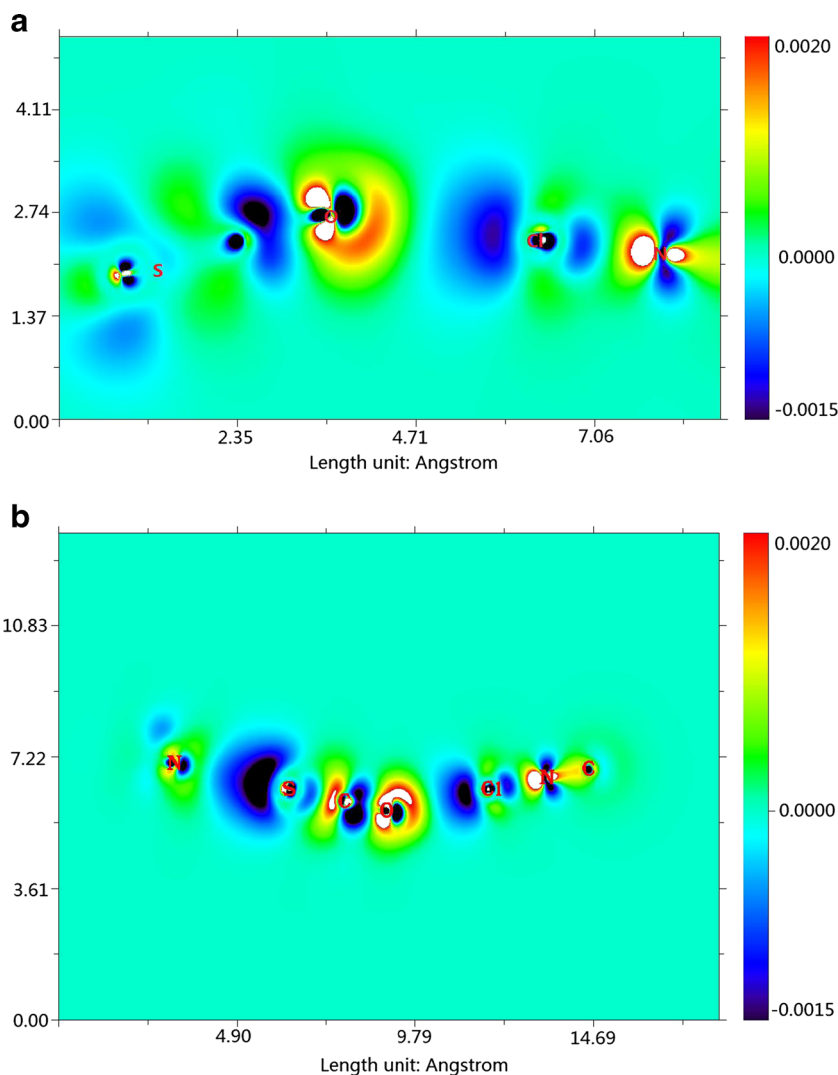 a
0.0020
4.11
2.74
O
Cl
N
0.0000
C
S
1.37
-0.0015
0.00
2.35
4.71
7.06
Length unit: Angstrom
b
0.0020
10.83
7.22
N
S
C
O
Cl
N
C
0.0000
3.61
-0.0015
0.00
4.90
9.79
14.69
Length unit: Angstrom